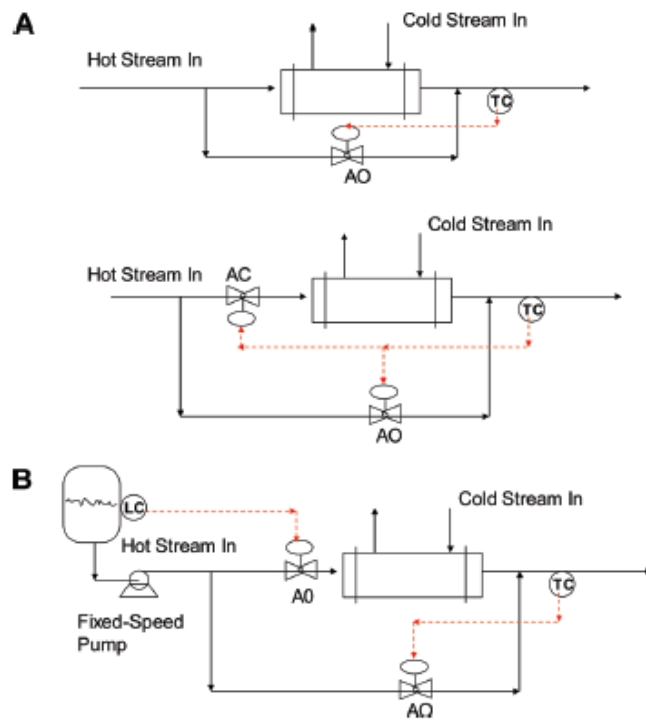 A
Cold Stream In
Hot Stream In
TC
AO
Cold Stream In
Hot Stream In
AC
TC
AO
B
LC
Cold Stream In
Hot Stream In
A0
TC
Fixed-Speed
Pump
AΩ